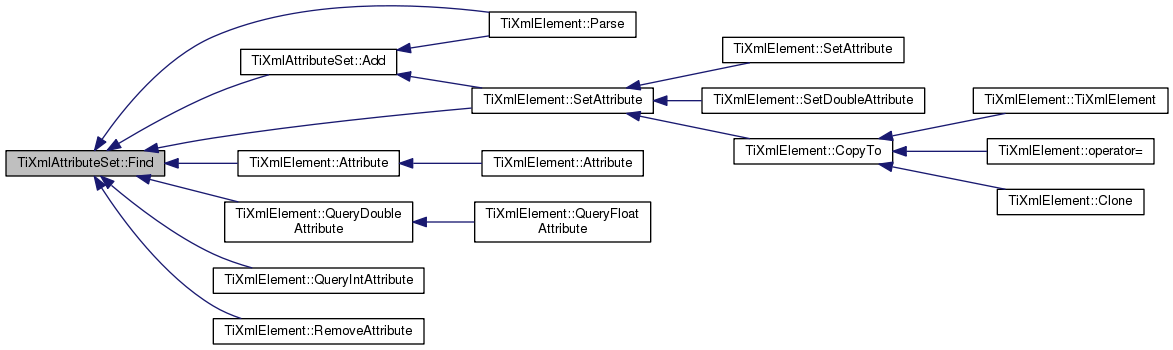 TiXmlElement::Parse
TiXmlAttributeSet::Add
TiXmlElement::SetAttribute
TiXmlElement::SetAttribute
TiXmlElement::SetDoubleAttribute
TiXmlElement::TiXmlElement
TiXmlAttributeSet::Find
TiXmlElement::Attribute
TiXmlElement::Attribute
TiXmlElement::CopyTo
TiXmlElement::operator=
TiXmlElement::Clone
TiXmlElement::QueryDouble
Attribute
TiXmlElement::QueryFloat
Attribute
TiXmlElement::QueryIntAttribute
TiXmlElement::RemoveAttribute